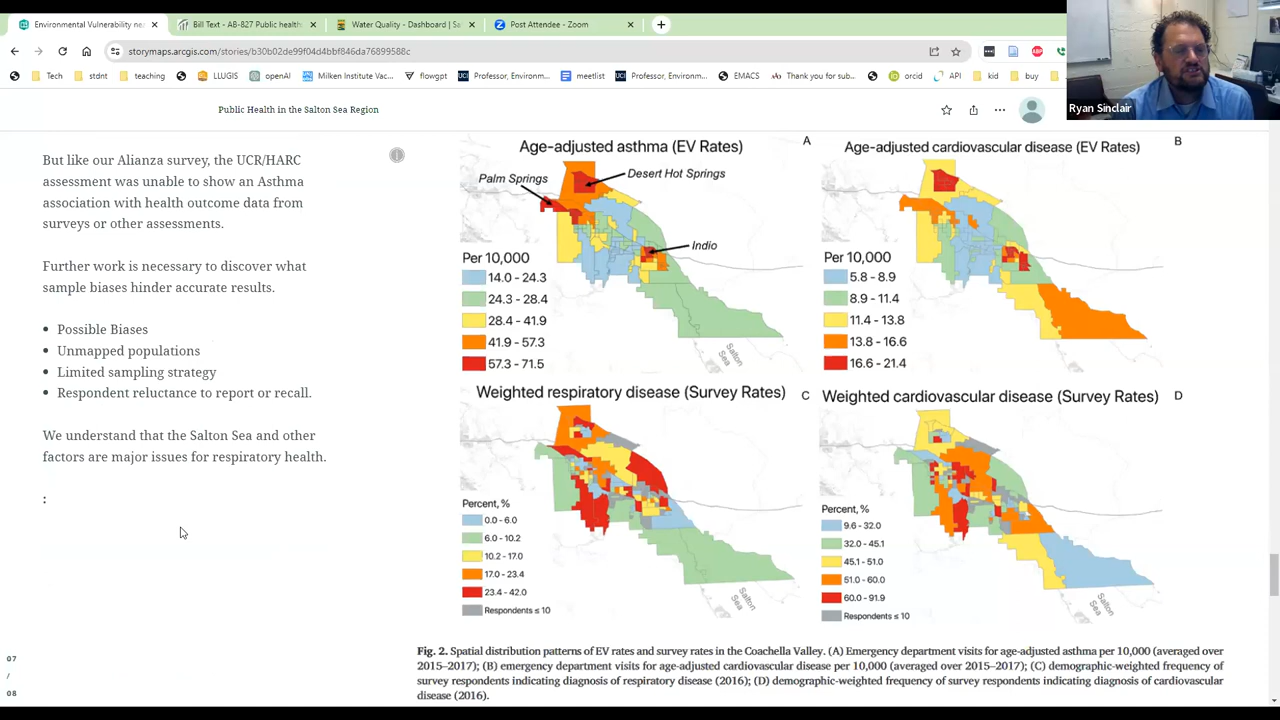 Environmental Vulnerability nea
Bill Text - AB-827 Public health
Water Quality - Dashboard | Sa
Post Attendee - Zoom
storymaps.arcgis.com/stories/b30b02de99f04d4bbf846da76899588c
ABP
Tech
stdnt
teaching
LLUGIS
openAI
Milken Institute Vac...
flowgpt
UCI
Professor, Environm...
meetlist
UCI
Professor, Environm...
EMACS
Thank you for sub...
orcid
API
kid
buy
Ryan Sinclair
Public Health in the Salton Sea Region
But like our Alianza survey, the UCR/HARC
assessment was unable to show an Asthma
association with health outcome data from
surveys or other assessments.
Further work is necessary to discover what
sample biases hinder accurate results.
• Possible Biases
• Unmapped populations
• Limited sampling strategy
• Respondent reluctance to report or recall.
We understand that the Salton Sea and other
factors are major issues for respiratory health.
:
07
/
08
Age-adjusted asthma (EV Rates)
A
Palm Springs
Desert Hot Springs
Indio
Per 10,000
14.0 - 24.3
24.3 - 28.4
28.4 - 41.9
41.9 - 57.3
57.3 - 71.5
Salton
Sea
Age-adjusted cardiovascular disease (EV Rates)
B
Per 10,000
5.8 - 8.9
8.9 - 11.4
11.4 - 13.8
13.8 - 16.6
16.6 - 21.4
Salton
Sea
Weighted respiratory disease (Survey Rates)
C
Percent, %
0.0 - 6.0
6.0 - 10.2
10.2 - 17.0
17.0 - 23.4
23.4 - 42.0
Respondents ≤ 10
Salton
Sea
Weighted cardiovascular disease (Survey Rates)
D
Percent, %
9.6 - 32.0
32.0 - 45.1
45.1 - 51.0
51.0 - 60.0
60.0 - 91.9
Respondents ≤ 10
Salton
Sea
Fig. 2. Spatial distribution patterns of EV rates and survey rates in the Coachella Valley. (A) Emergency department visits for age-adjusted asthma per 10,000 (averaged over
2015–2017); (B) emergency department visits for age-adjusted cardiovascular disease per 10,000 (averaged over 2015–2017); (C) demographic-weighted frequency of
survey respondents indicating diagnosis of respiratory disease (2016); (D) demographic-weighted frequency of survey respondents indicating diagnosis of cardiovascular
disease (2016).